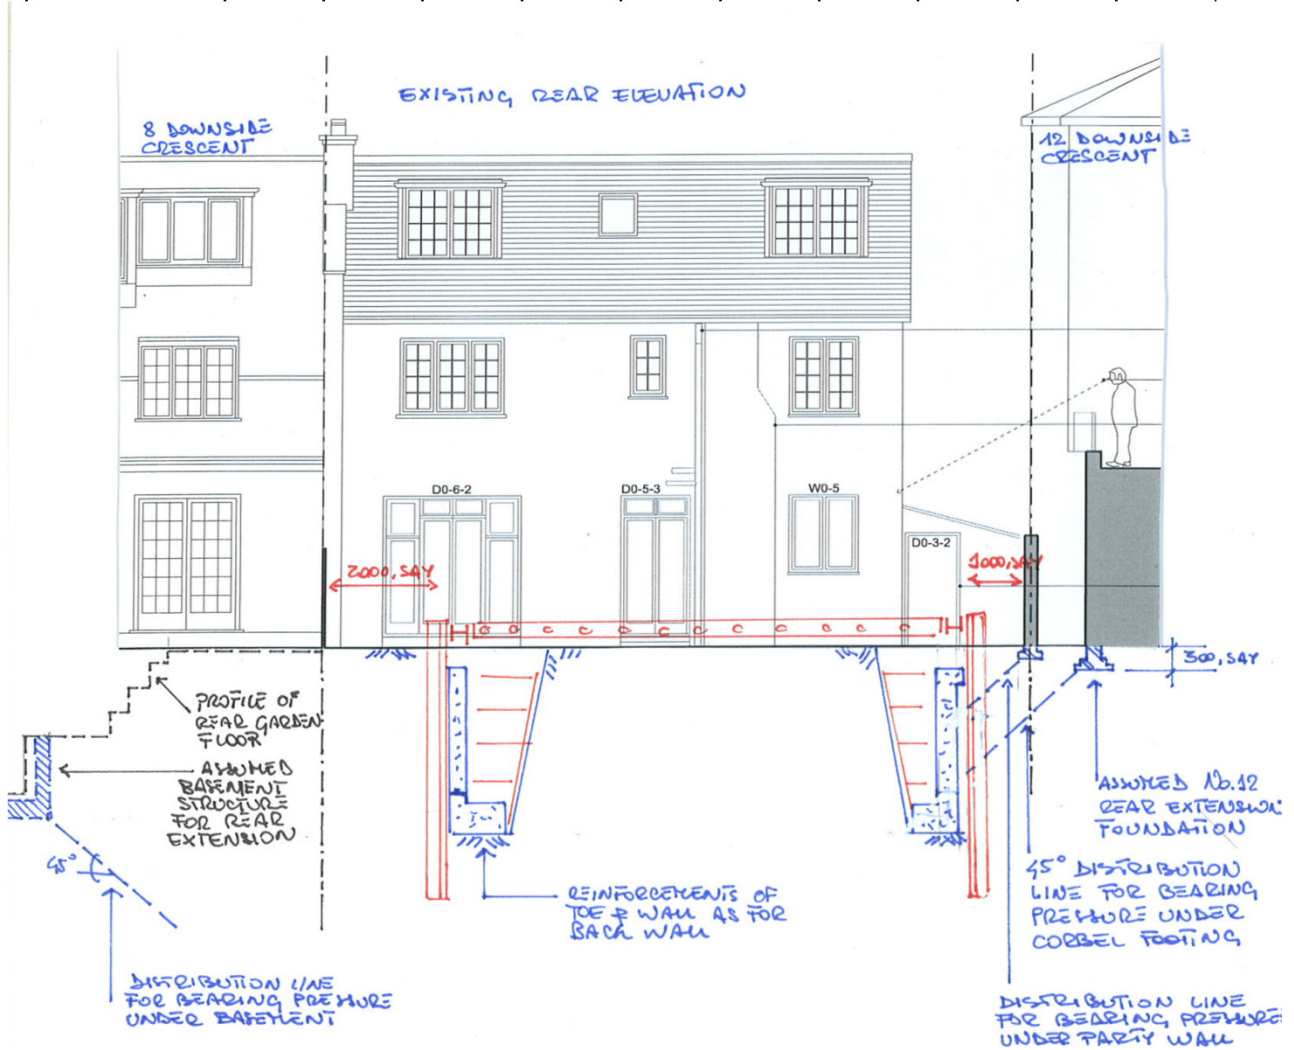 EXISTING REAR ELEVATION
8 DOWNSIDE
CRESCENT
12 DOWNSIDE
CRESCENT
D0-6-2
D0-5-3
W0-5
D0-3-2
2000, SAY
1000, SAY
300, SAY
PROFILE OF
REAR GARDEN
FLOOR
ASSUMED
BASEMENT
STRUCTURE
FOR REAR
EXTENSION
45°
DISTRIBUTION LINE
FOR BEARING PRESSURE
UNDER BASEMENT
REINFORCEMENTS OF
TOE & WALL AS FOR
BACK WALL
ASSUMED No.12
REAR EXTENSION
FOUNDATION
45° DISTRIBUTION
LINE FOR BEARING
PRESSURE UNDER
CORBEL FOOTING
DISTRIBUTION LINE
FOR BEARING PRESSURE
UNDER PARTY WALL